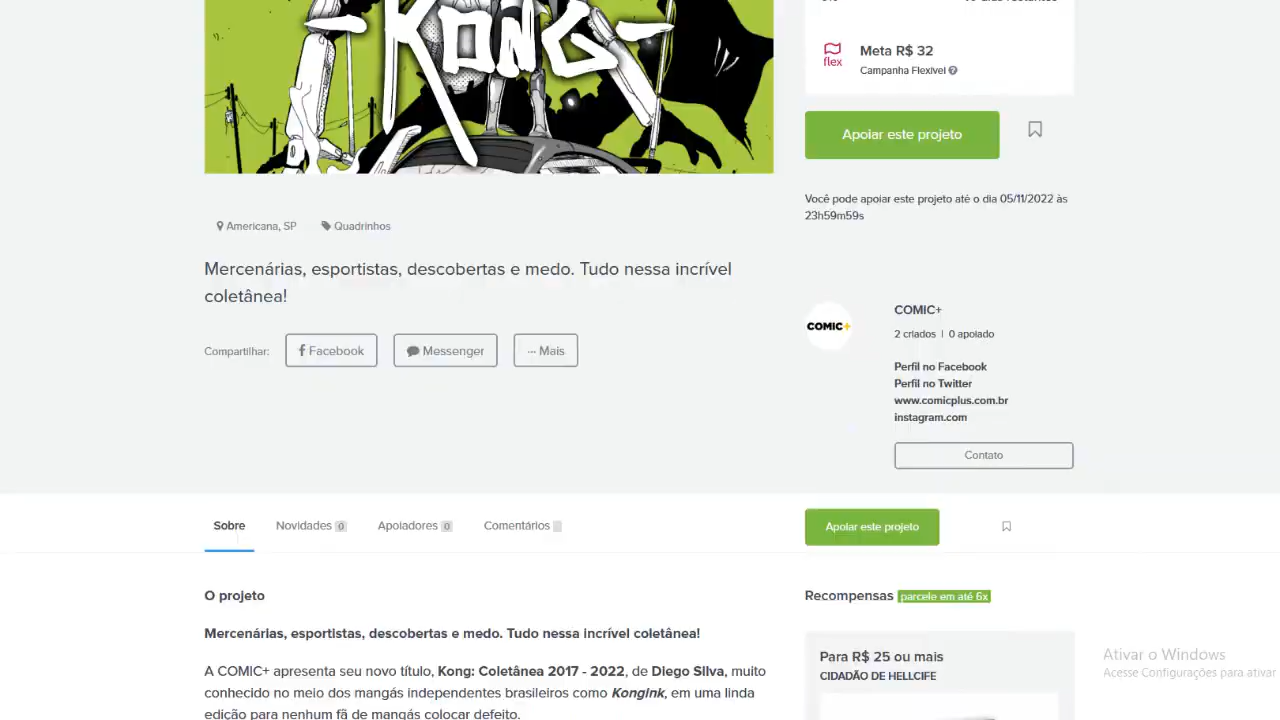 KONG
Meta R$ 32
flex
Campanha Flexível
Apoiar este projeto
Você pode apoiar este projeto até o dia 05/11/2022 às
23h59m59s
Americana, SP Quadrinhos
Mercenárias, esportistas, descobertas e medo. Tudo nessa incrível
coletânea!
Compartilhar: Facebook Messenger ··· Mais
COMIC+
COMIC+
2 criados | 0 apoiado
Perfil no Facebook
Perfil no Twitter
www.comicplus.com.br
instagram.com
Contato
Sobre Novidades 0 Apoiadores 0 Comentários
Apoiar este projeto
O projeto
Mercenárias, esportistas, descobertas e medo. Tudo nessa incrível coletânea!
A COMIC+ apresenta seu novo título, Kong: Coletânea 2017 - 2022, de Diego Silva, muito
conhecido no meio dos mangás independentes brasileiros como Kongink, em uma linda
edição para nenhum fã de mangás colocar defeito.
Recompensas parcele em até 6x
Para R$ 25 ou mais
CIDADÃO DE HELLCIFE
Ativar o Windows
Acesse Configurações para ativar